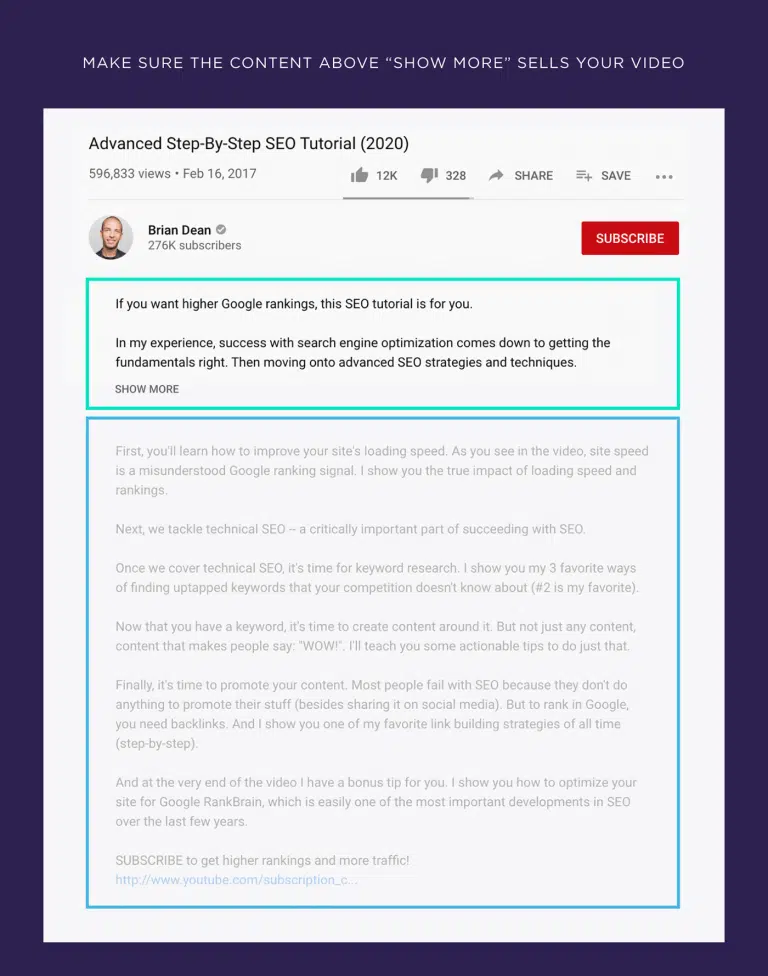 MAKE SURE THE CONTENT ABOVE “SHOW MORE” SELLS YOUR VIDEO
Advanced Step-By-Step SEO Tutorial (2020)
596,833 views • Feb 16, 2017
12K
328
SHARE
SAVE
Brian Dean
276K subscribers
SUBSCRIBE
If you want higher Google rankings, this SEO tutorial is for you.
In my experience, success with search engine optimization comes down to getting the
fundamentals right. Then moving onto advanced SEO strategies and techniques.
SHOW MORE
First, you'll learn how to improve your site's loading speed. As you see in the video, site speed
is a misunderstood Google ranking signal. I show you the true impact of loading speed and
rankings.
Next, we tackle technical SEO – a critically important part of succeeding with SEO.
Once we cover technical SEO, it's time for keyword research. I show you my 3 favorite ways
of finding uptapped keywords that your competition doesn't know about (#2 is my favorite).
Now that you have a keyword, it's time to create content around it. But not just any content,
content that makes people say: "WOW!". I'll teach you some actionable tips to do just that.
Finally, it's time to promote your content. Most people fail with SEO because they don't do
anything to promote their stuff (besides sharing it on social media). But to rank in Google,
you need backlinks. And I show you one of my favorite link building strategies of all time
(step-by-step).
And at the very end of the video I have a bonus tip for you. I show you how to optimize your
site for Google RankBrain, which is easily one of the most important developments in SEO
over the last few years.
SUBSCRIBE to get higher rankings and more traffic!
http://www.youtube.com/subscription_c...